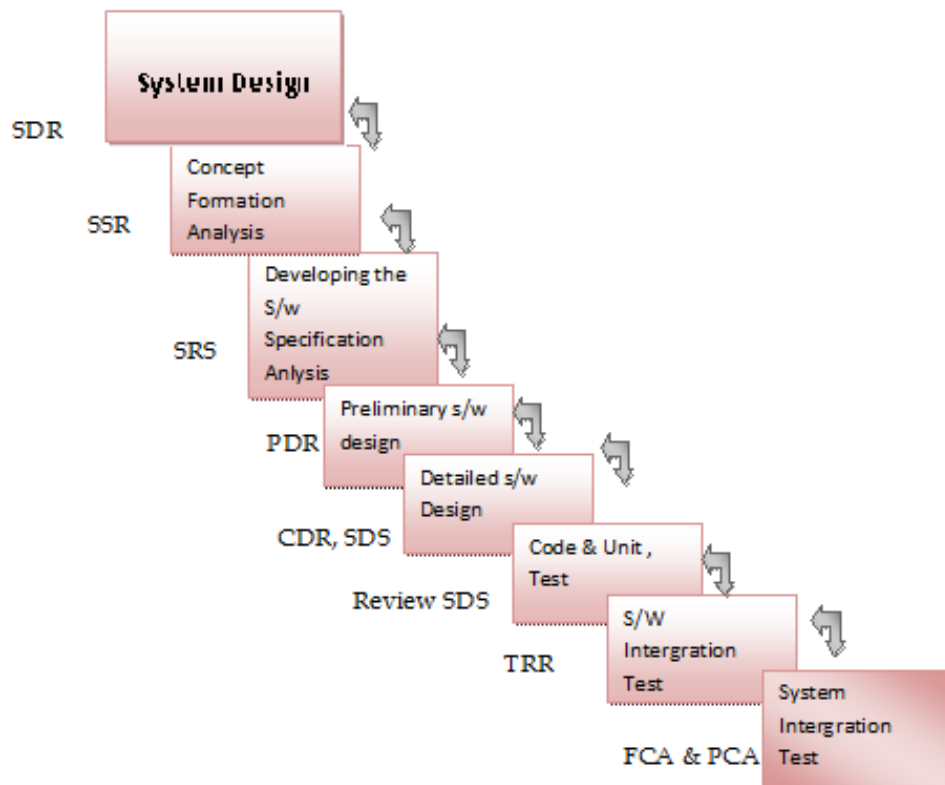 System Design
SDR
Concept
Formation
Analysis
SSR
Developing the
S/w
Specification
Anlysis
SRS
Preliminary s/w
design
PDR
Detailed s/w
Design
CDR, SDS
Code & Unit ,
Test
Review SDS
S/W
Intergration
Test
TRR
System
Intergration
Test
FCA & PCA